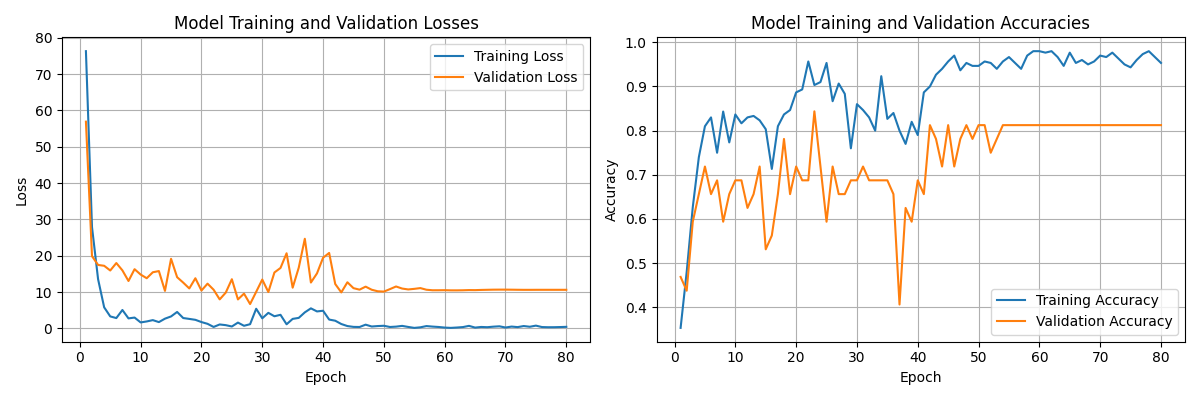 Model Training and Validation Losses
80
70
60
50
40
30
20
10
0
Loss
0 10 20 30 40 50 60 70 80
Epoch
Training Loss
Validation Loss
Model Training and Validation Accuracies
1.0
0.9
0.8
0.7
0.6
0.5
0.4
Accuracy
0 10 20 30 40 50 60 70 80
Epoch
Training Accuracy
Validation Accuracy